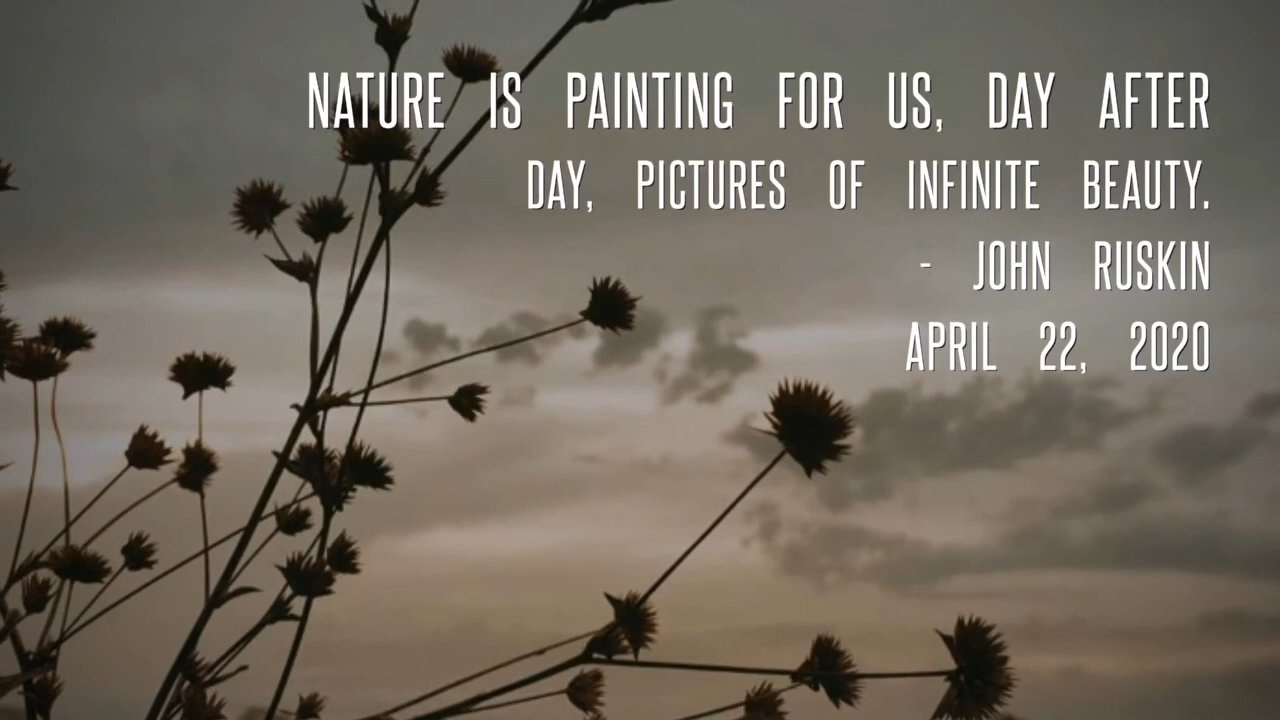 NATURE IS PAINTING FOR US, DAY AFTER
DAY, PICTURES OF INFINITE BEAUTY.
- JOHN RUSKIN
APRIL 22, 2020